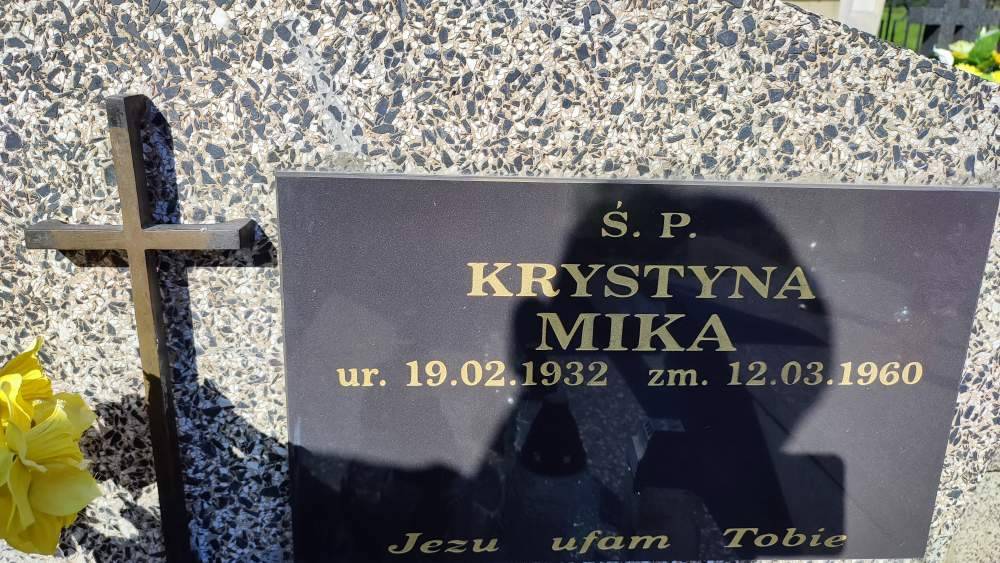 Ś. P.
KRYSTYNA
MIKA
ur. 19.02.1932 zm. 12.03.1960
Jezu ufam Tobie